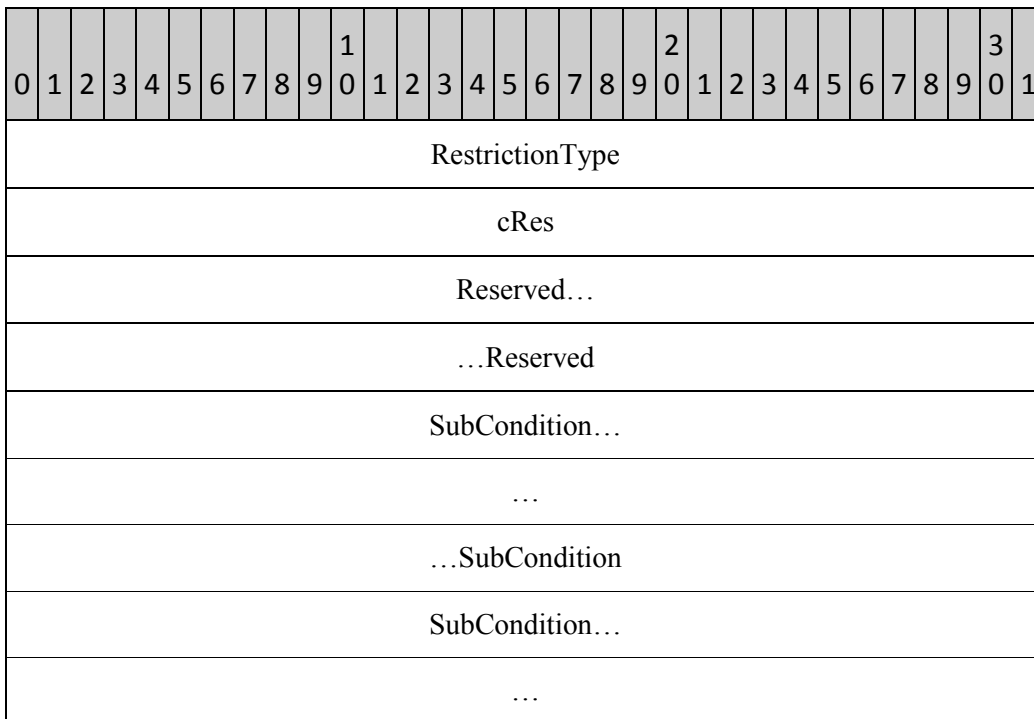 1 2 3
0 1 2 3 4 5 6 7 8 9 0 1 2 3 4 5 6 7 8 9 0 1 2 3 4 5 6 7 8 9 0 1
RestrictionType
cRes
Reserved…
…Reserved
SubCondition…
…
…SubCondition
SubCondition…
…